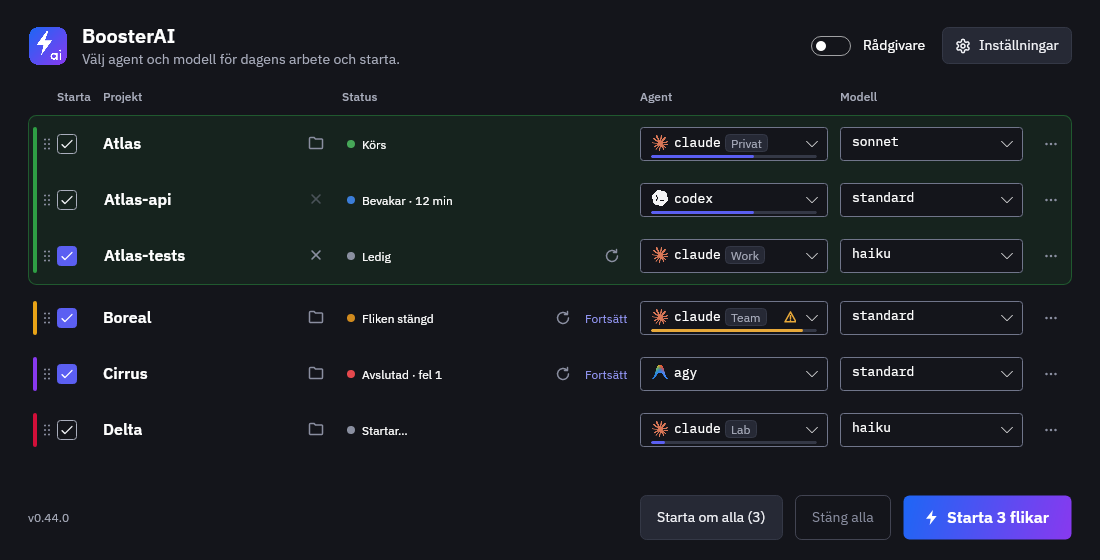 ai
BoosterAI
Välj agent och modell för dagens arbete och starta.
Rådgivare
Inställningar
Starta Projekt Status Agent Modell
Atlas Körs claude Privat sonnet
Atlas-api Bevakar · 12 min codex standard
Atlas-tests Ledig claude Work haiku
Boreal Fliken stängd Fortsätt claude Team standard
Cirrus Avslutad · fel 1 Fortsätt agy standard
Delta Startar… claude Lab haiku
v0.44.0 Starta om alla (3) Stäng alla Starta 3 flikar